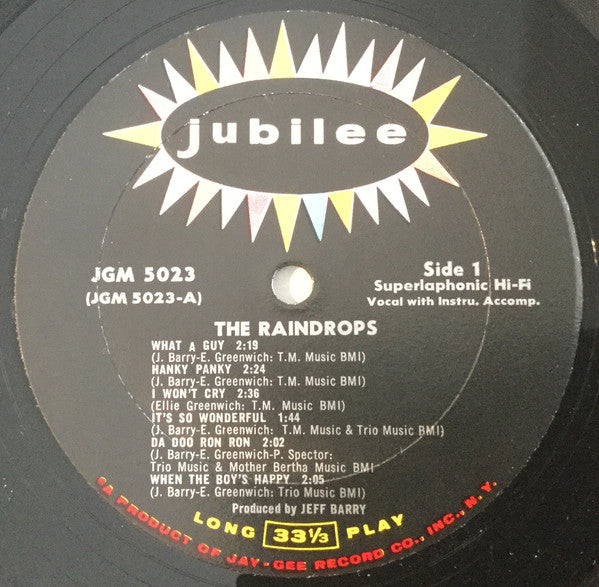 jubilee
JGM 5023
(JGM 5023-A)
Side 1
Superlaphonic Hi-Fi
Vocal with Instru. Accomp.
THE RAINDROPS
WHAT A GUY 2:19
(J. Barry-E. Greenwich: T.M. Music BMI)
HANKY PANKY 2:24
(J. Barry-E. Greenwich: T.M. Music BMI)
I WON'T CRY 2:36
(Ellie Greenwich: T.M. Music BMI)
IT'S SO WONDERFUL 1:44
(J. Barry-E. Greenwich: T.M. Music & Trio Music BMI)
DA DOO RON RON 2:02
(J. Barry-E. Greenwich-P. Spector:
Trio Music & Mother Bertha Music BMI
WHEN THE BOY'S HAPPY 2:05
(J. Barry-E. Greenwich: Trio Music BMI)
Produced by JEFF BARRY
LONG 33⅓ PLAY
*A PRODUCT OF JAY-GEE RECORD CO., INC., N.Y.